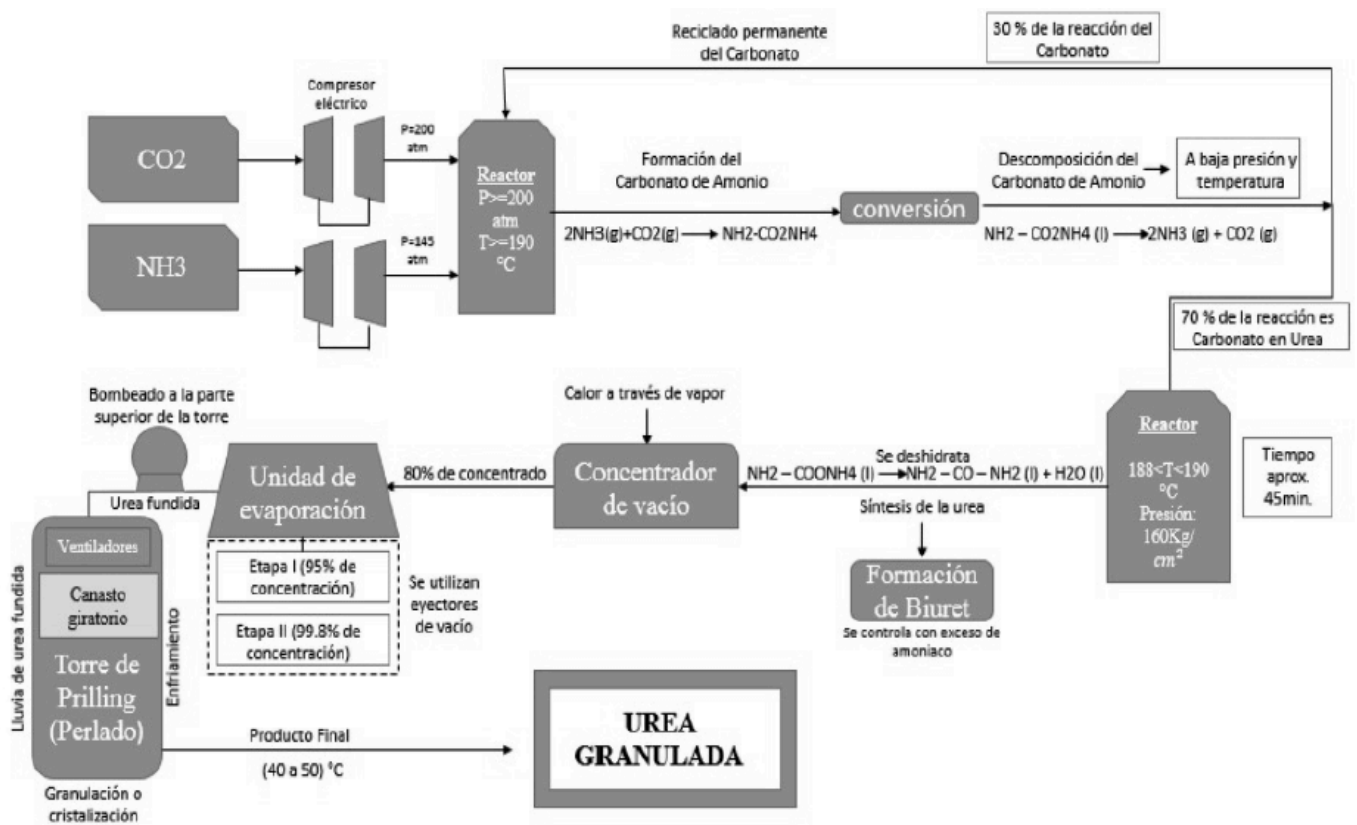 Reciclado permanente
del Carbonato
30 % de la reacción del
Carbonato
Compresor
eléctrico
CO2
P=200
atm
Reactor
P>=200
atm
T>=190
°C
Formación del
Carbonato de Amonio
2NH3(g)+CO2(g) → NH2-CO2NH4
conversión
Descomposición del
Carbonato de Amonio
A baja presión y
temperatura
NH2 – CO2NH4 (l) → 2NH3 (g) + CO2 (g)
NH3
P=145
atm
70 % de la reacción es
Carbonato en Urea
Reactor
188<T<190
°C
Presión:
160Kg/
cm²
Tiempo
aprox.
45min.
Se deshidrata
NH2 – COONH4 (l) → NH2 – CO – NH2 (l) + H2O (l)
Síntesis de la urea
Formación
de Biuret
Se controla con exceso de
amoniaco
Calor a través de vapor
Concentrador
de vacío
80% de concentrado
Unidad de
evaporación
Etapa I (95% de
concentración)
Etapa II (99.8% de
concentración)
Se utilizan
eyectores
de vacío
Bombeado a la parte
superior de la torre
Urea fundida
Ventiladores
Canasto
giratorio
Torre de
Prilling
(Perlado)
Lluvia de urea fundida
Enfriamiento
Granulación o
cristalización
Producto Final
(40 a 50) °C
UREA
GRANULADA